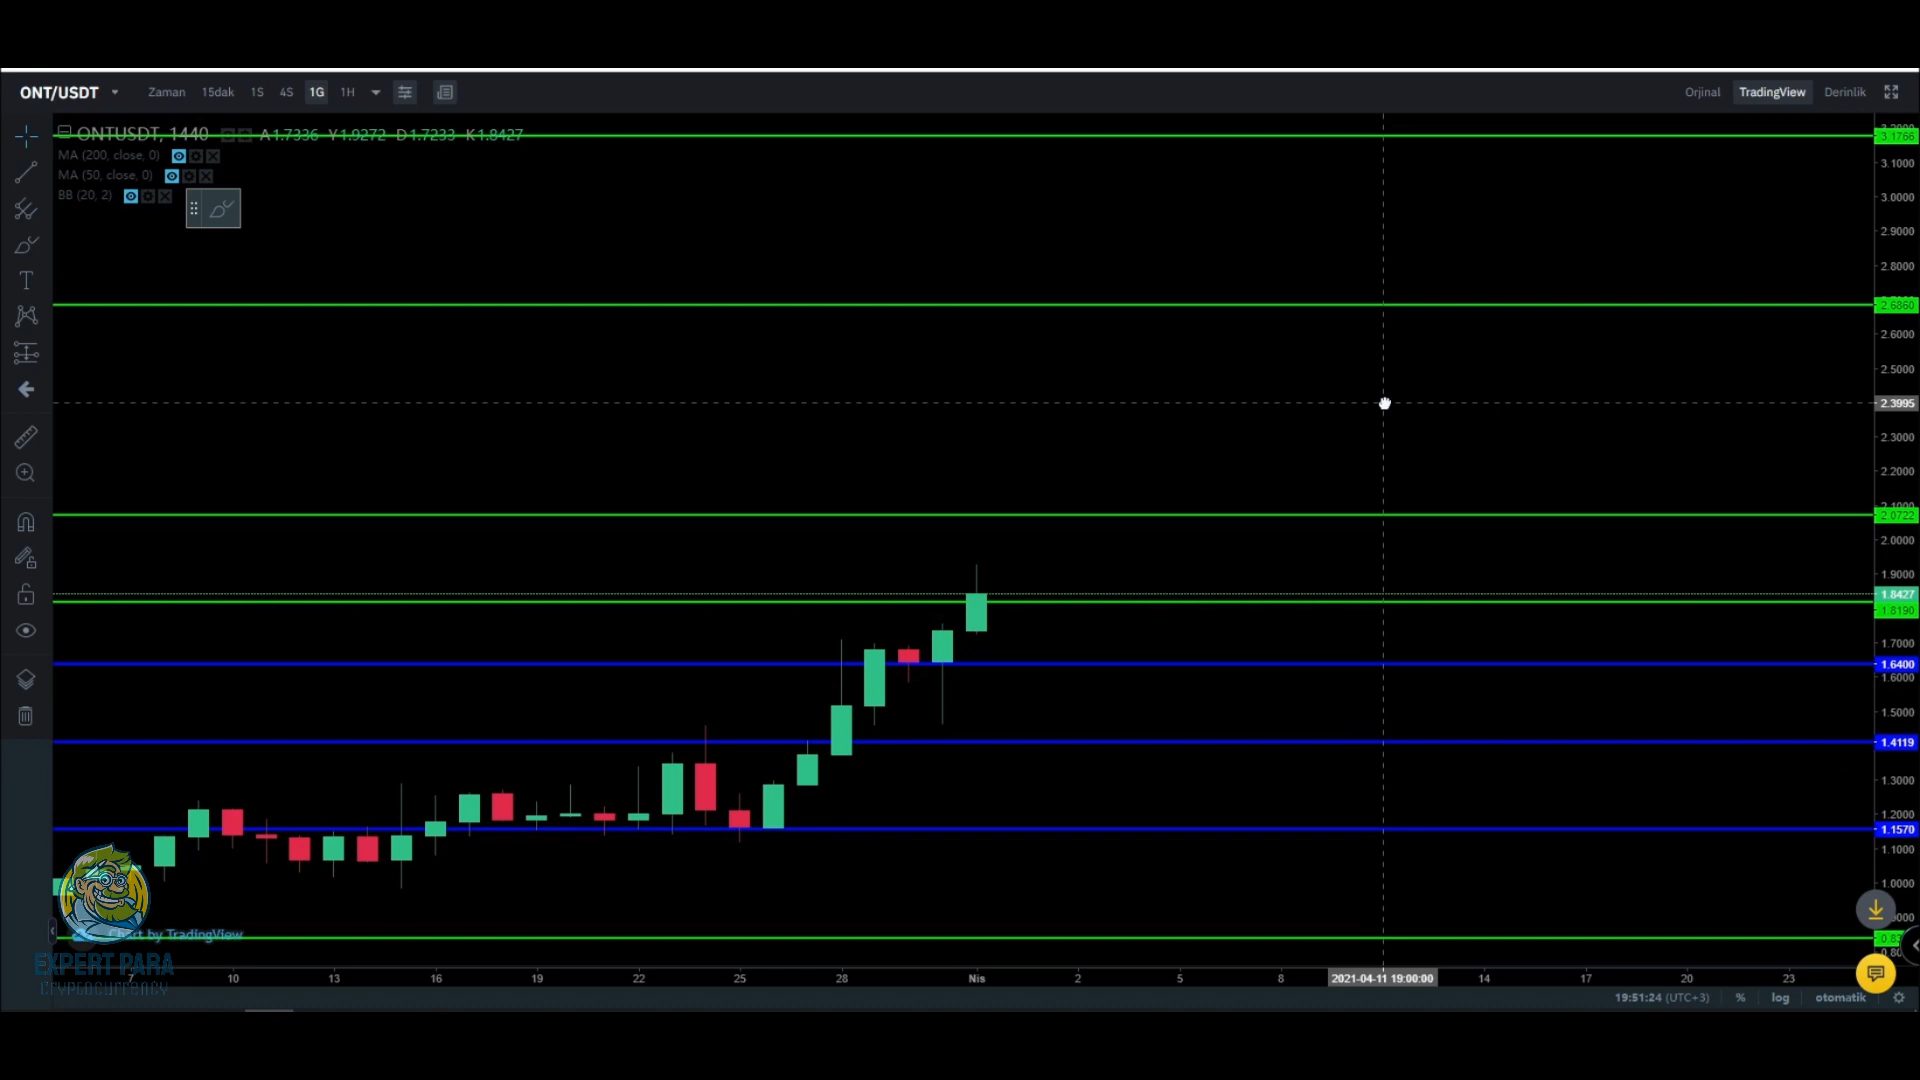 ONT/USDT Zaman 15dak 1S 4S 1G 1H Orjinal TradingView Derinlik
ONTUSDT, 1440 A1.7336 Y1.9272 D1.7233 K1.8427
MA (200, close, 0)
MA (50, close, 0)
BB (20, 2)
3.1766
3.1000
3.0000
2.9000
2.8000
2.6860
2.6000
2.5000
2.3995
2.3000
2.2000
2.0722
2.0000
1.9000
1.8427
1.8190
1.7000
1.6400
1.6000
1.5000
1.4119
1.3000
1.2000
1.1570
1.1000
1.0000
Chart by TradingView
EXPERT PARA
CRYPTOCURRENCY
7 10 13 16 19 22 25 28 Nis 2 5 8 2021-04-11 19:00:00 14 17 20 23
19:51:24 (UTC+3) % log otomatik